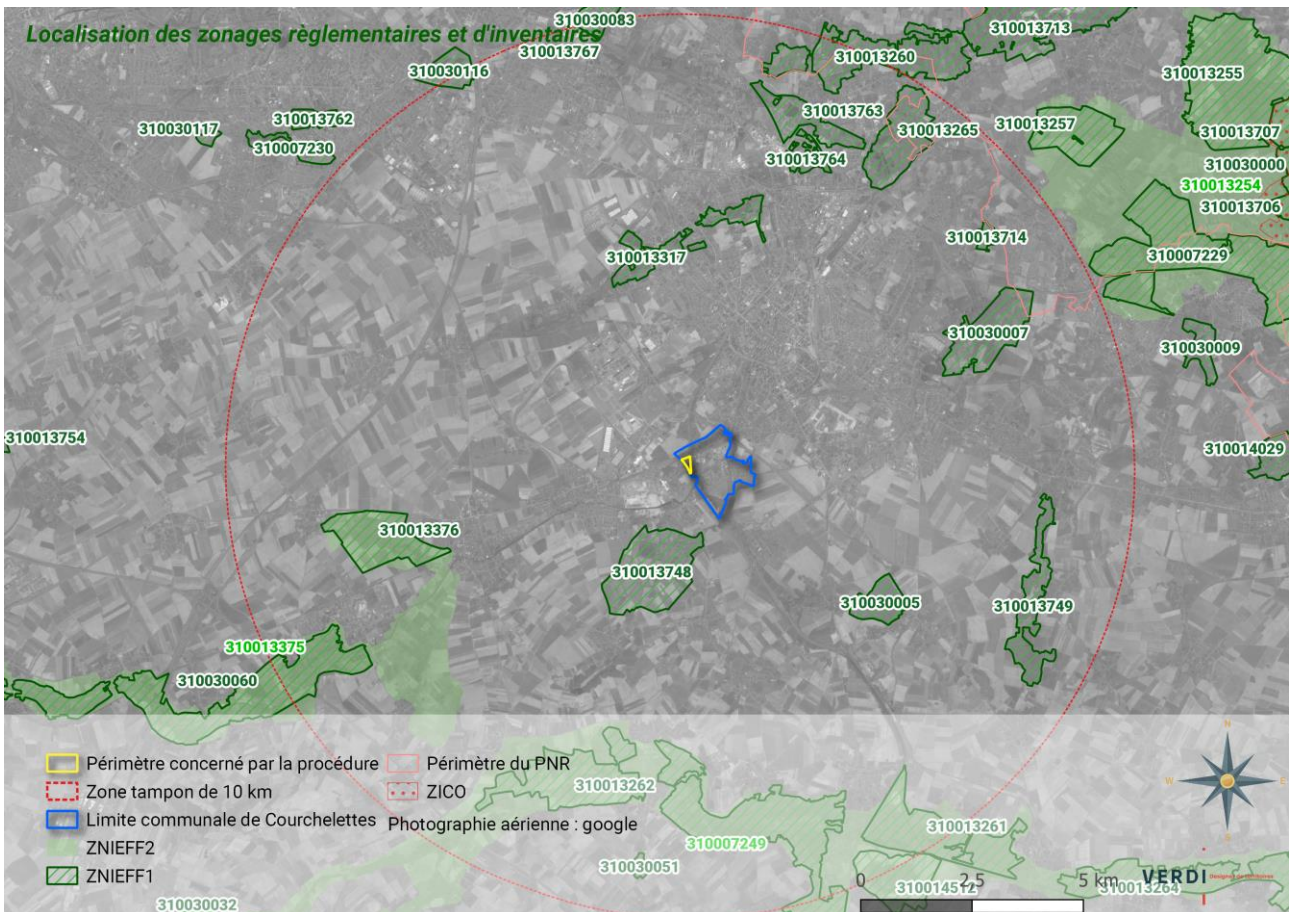 Localisation des zonages règlementaires et d'inventaires
310030083
310013767
310030116
310013713
310013260
310013255
310030117
310013762
310007230
310013763
310013265
310013257
310013707
310013764
310030000
310013254
310013706
310013317
310013714
310007229
310030007
310030009
310013754
310014029
310013376
310013748
310030005
310013749
310013375
310030060
Périmètre concerné par la procédure
Périmètre du PNR
Zone tampon de 10 km
ZICO
Limite communale de Courchelettes
Photographie aérienne : google
ZNIEFF2
ZNIEFF1
310013262
310013261
310007249
310030051
310030032
310014512
310013264
0 2.5 5 km
N
W E
S
VERDI